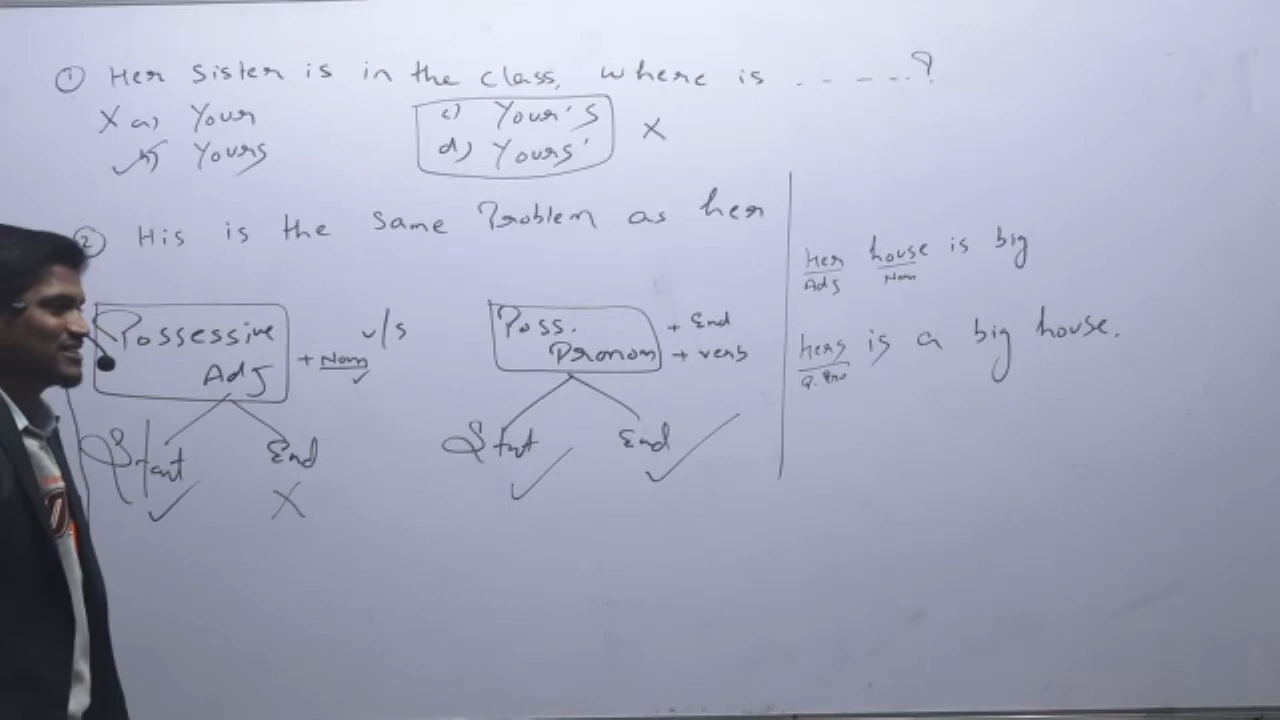 ① Her sister is in the class, where is - - - - - ?
X a) Your
✓ b) Yours
c) Your's
d) Yours' X
② His is the same Problem as her
Possessive Adj + Noun ✓
v/s
Poss. Pronoun + End + verb
Start ✓ End X
Start ✓ End ✓
Her house is big
Adj Noun
hers is a big house.
P. Pro